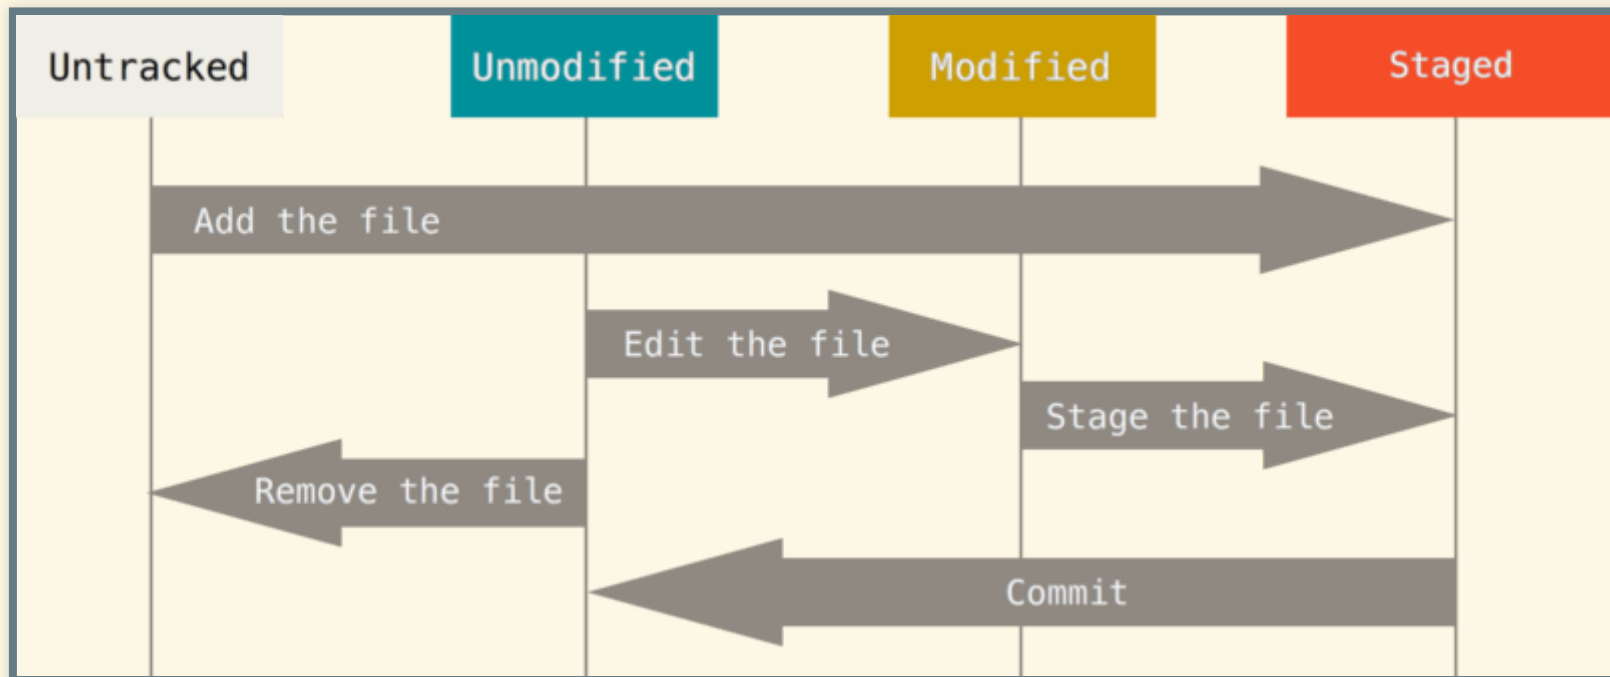 Untracked
Unmodified
Modified
Staged
Add the file
Edit the file
Stage the file
Remove the file
Commit